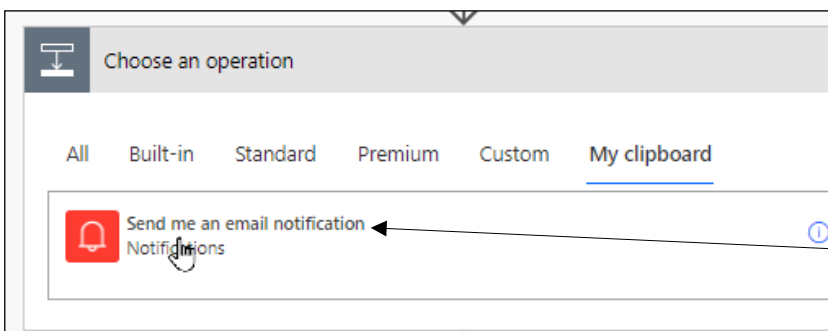 Choose an operation
All Built-in Standard Premium Custom My clipboard
Send me an email notification
Notifications